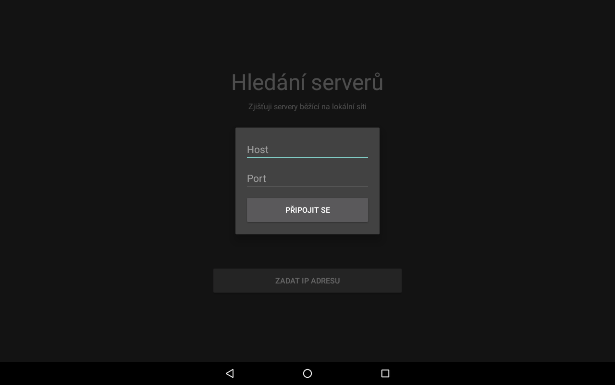 Hledání serverů
Zjišťuji servery běžící na lokální síti
Host
Port
PŘIPOJIT SE
ZADAT IP ADRESU